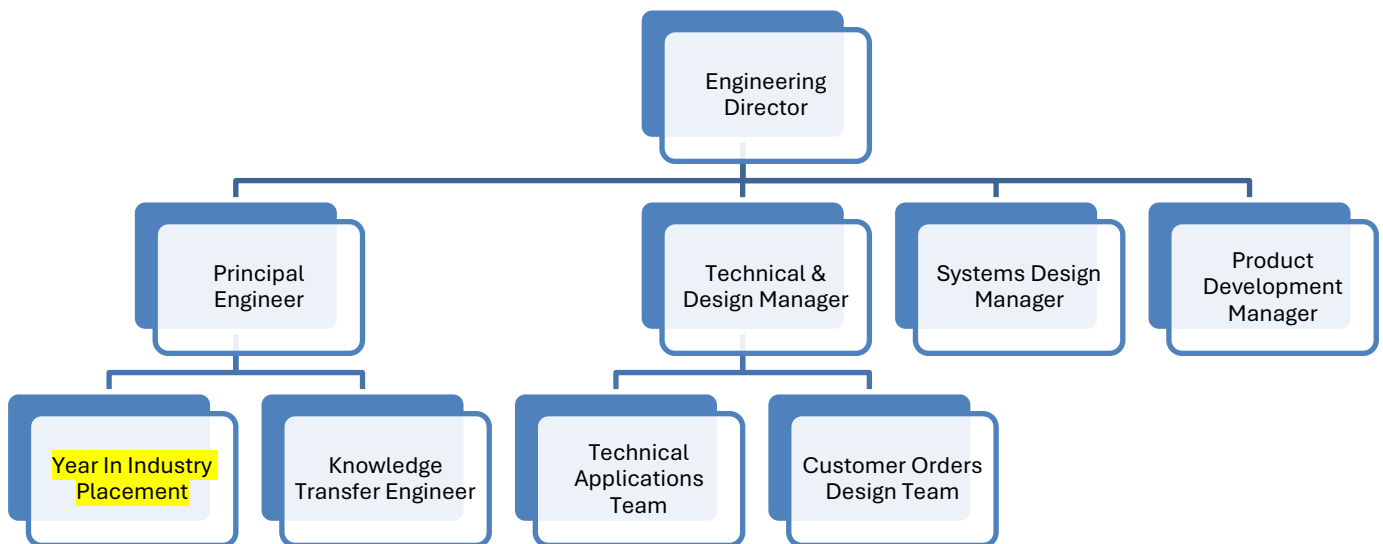 Engineering
Director
Principal
Engineer
Technical &
Design Manager
Systems Design
Manager
Product
Development
Manager
Year In Industry
Placement
Knowledge
Transfer Engineer
Technical
Applications
Team
Customer Orders
Design Team